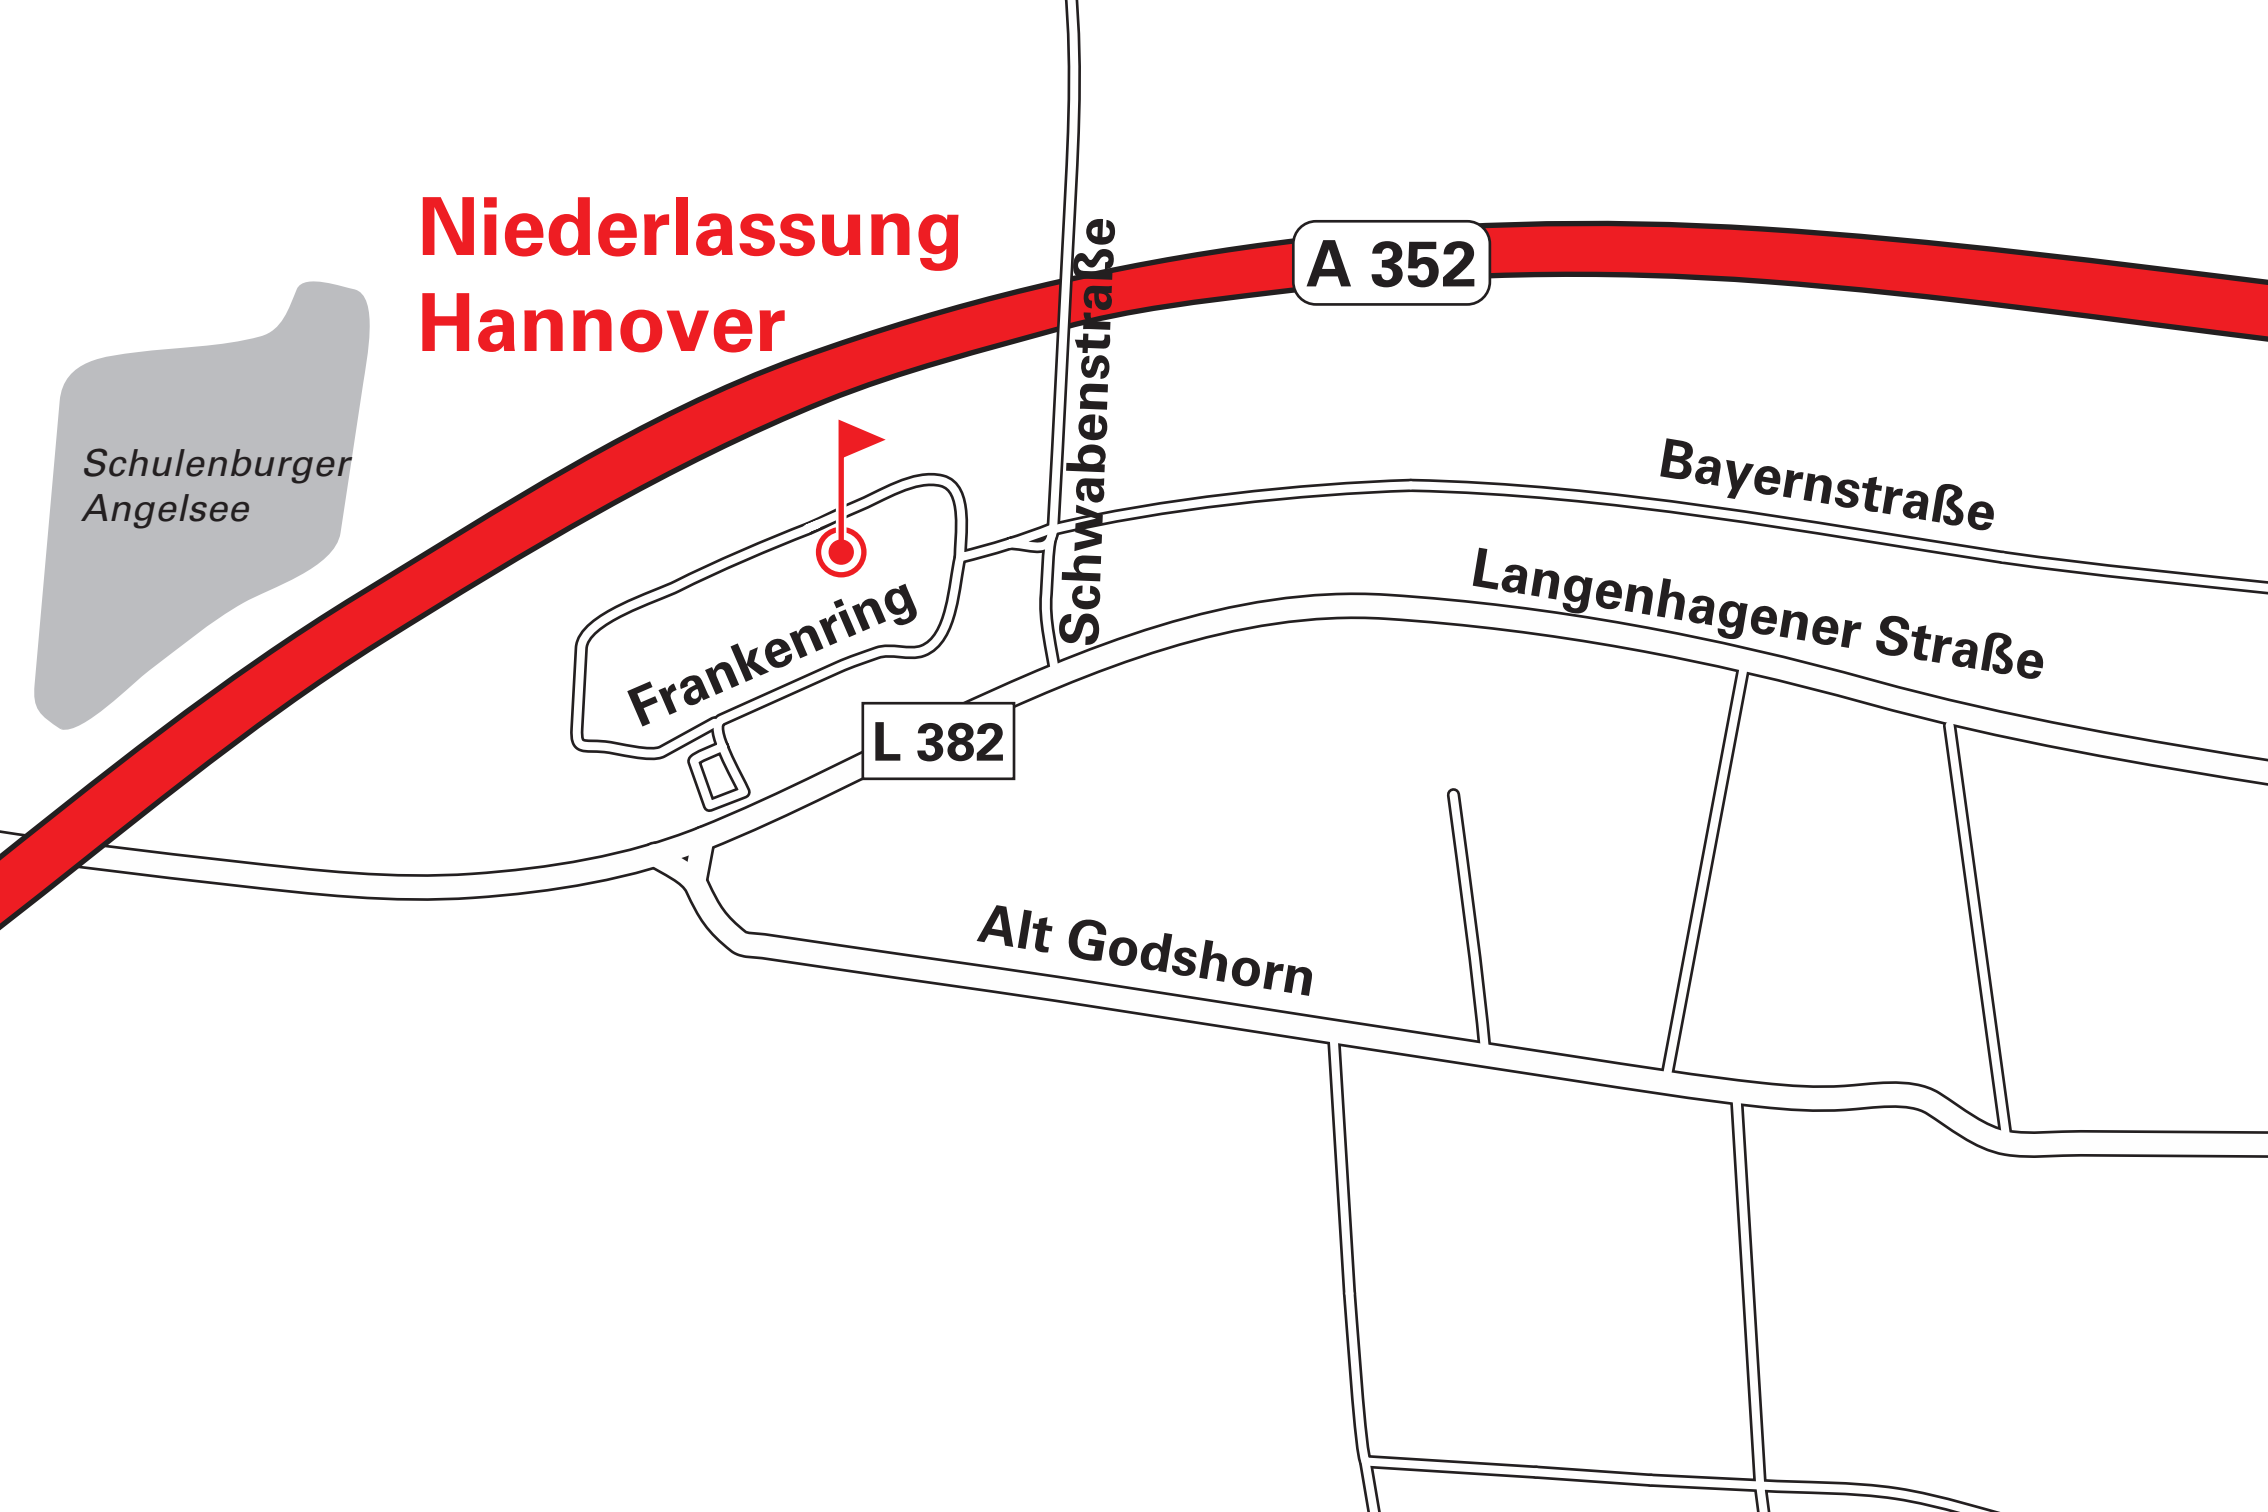 Niederlassung
Hannover
A 352
Schwabenstraße
Schulenburger
Angelsee
Bayernstraße
Langenhagener Straße
Frankenring
L 382
Alt Godshorn